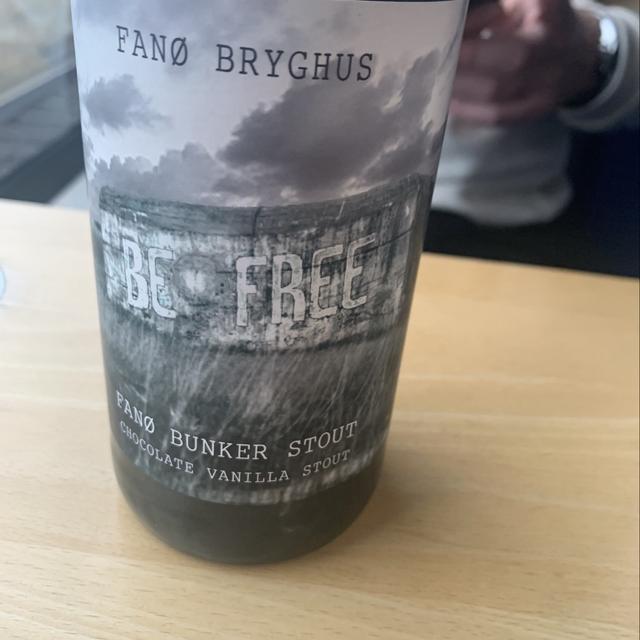 FANØ BRYGHUS
BE FREE
FANØ BUNKER STOUT
CHOCOLATE VANILLA STOUT